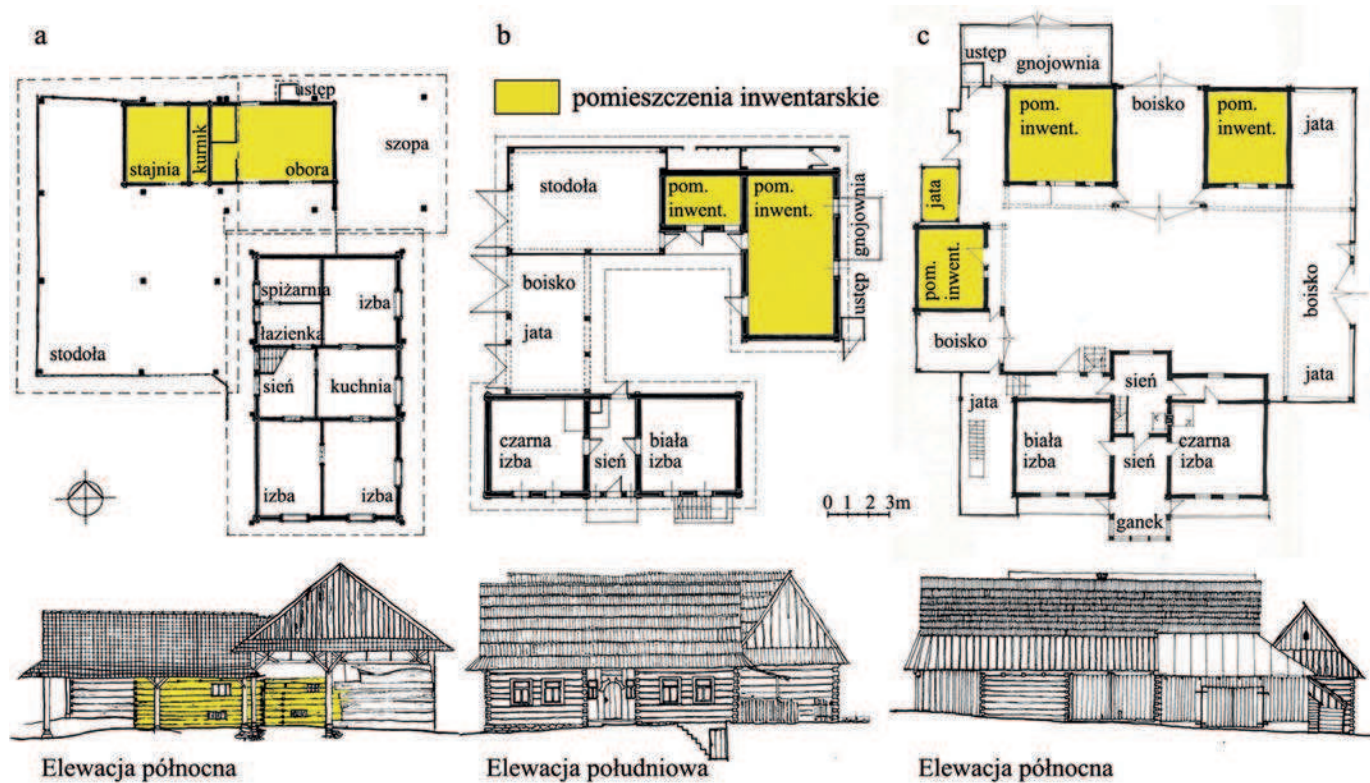 a
b
c
pomieszczenia inwentarskie
ustęp
stajnia
kurnik
obora
szopa
spiżarnia
izba
łazienka
stodoła
sień
kuchnia
izba
izba
stodoła
pom.
inwent.
pom.
inwent.
gnojownia
boisko
jata
ustęp
czarna
izba
sień
biała
izba
0 1 2 3m
ustęp
gnojownia
pom.
inwent.
boisko
pom.
inwent.
jata
jata
pom.
inwent.
boisko
boisko
jata
sień
jata
biała
izba
sień
czarna
izba
ganek
Elewacja północna
Elewacja południowa
Elewacja północna